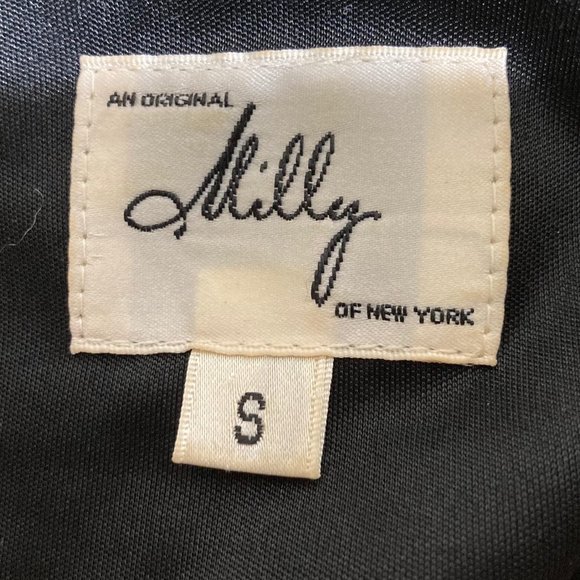 AN ORIGINAL
Milly
OF NEW YORK
S